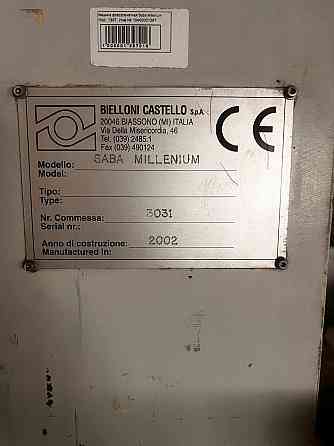 BIELLONI CASTELLO S.p.A.
20046 BIASSONO (MI) ITALIA
Via Della Misericordia, 46
Tel. (039) 2485.1
Fax (039) 490124
CE
Modello: SABA MILLENIUM
Model:
Tipo:
Type:
Nr. Commessa: 3031
Serial nr.:
Anno di costruzione: 2002
Manufactured in: